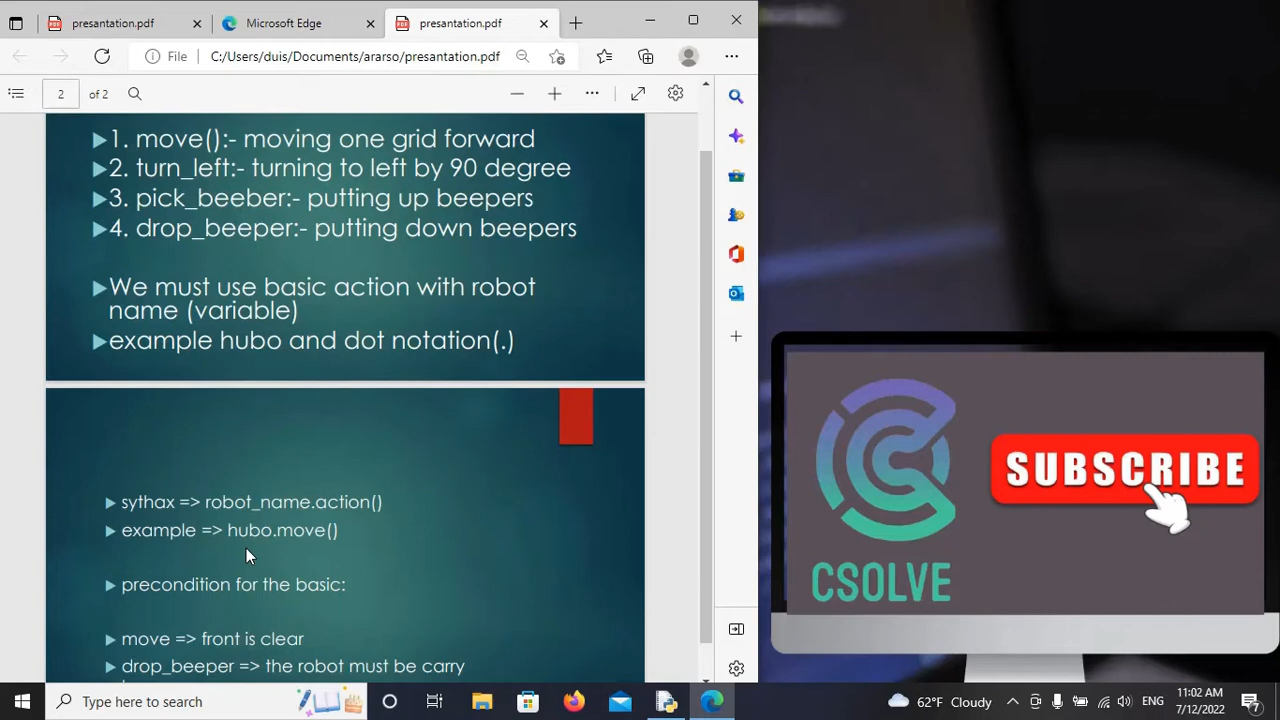 presantation.pdf
Microsoft Edge
presantation.pdf
File
C:/Users/duis/Documents/ararso/presantation.pdf
2
of 2
1. move():- moving one grid forward
2. turn_left:- turning to left by 90 degree
3. pick_beeber:- putting up beepers
4. drop_beeper:- putting down beepers
We must use basic action with robot
name (variable)
example hubo and dot notation(.)
sythax => robot_name.action()
example => hubo.move()
precondition for the basic:
move => front is clear
drop_beeper => the robot must be carry
CSOLVE
SUBSCRIBE
Type here to search
62°F Cloudy
ENG
11:02 AM
7/12/2022
7